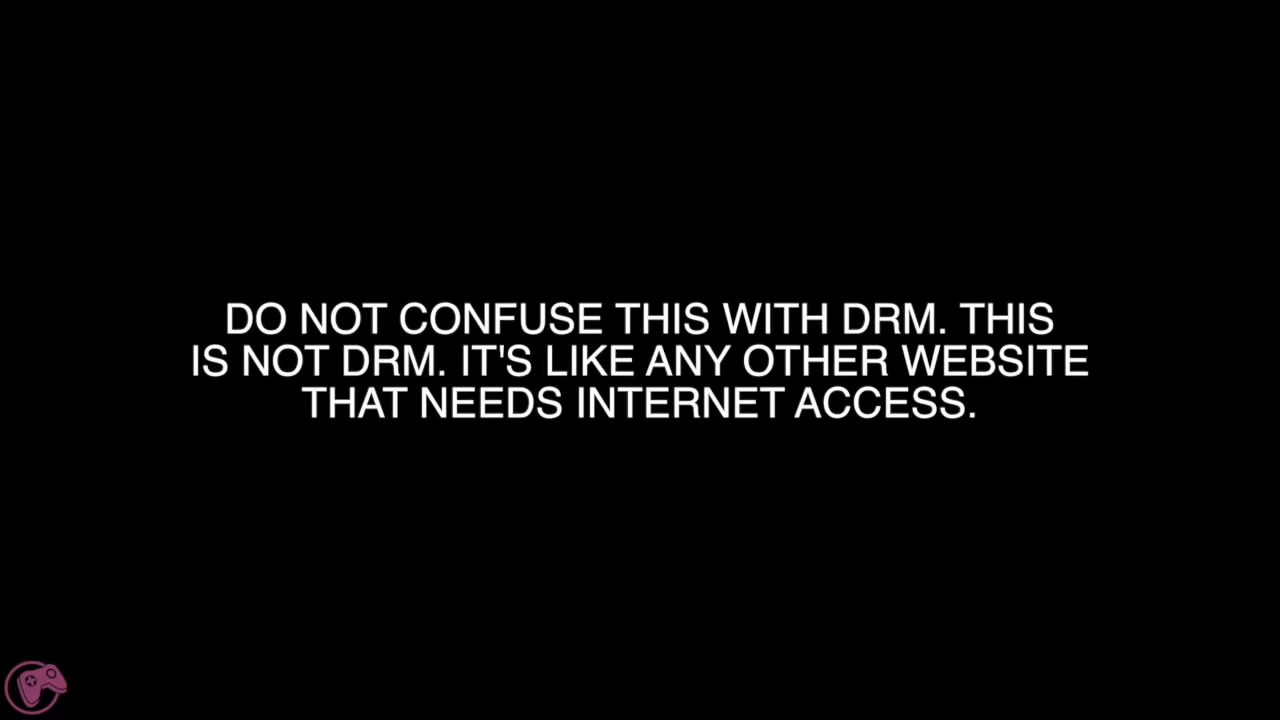 DO NOT CONFUSE THIS WITH DRM. THIS
IS NOT DRM. IT'S LIKE ANY OTHER WEBSITE
THAT NEEDS INTERNET ACCESS.